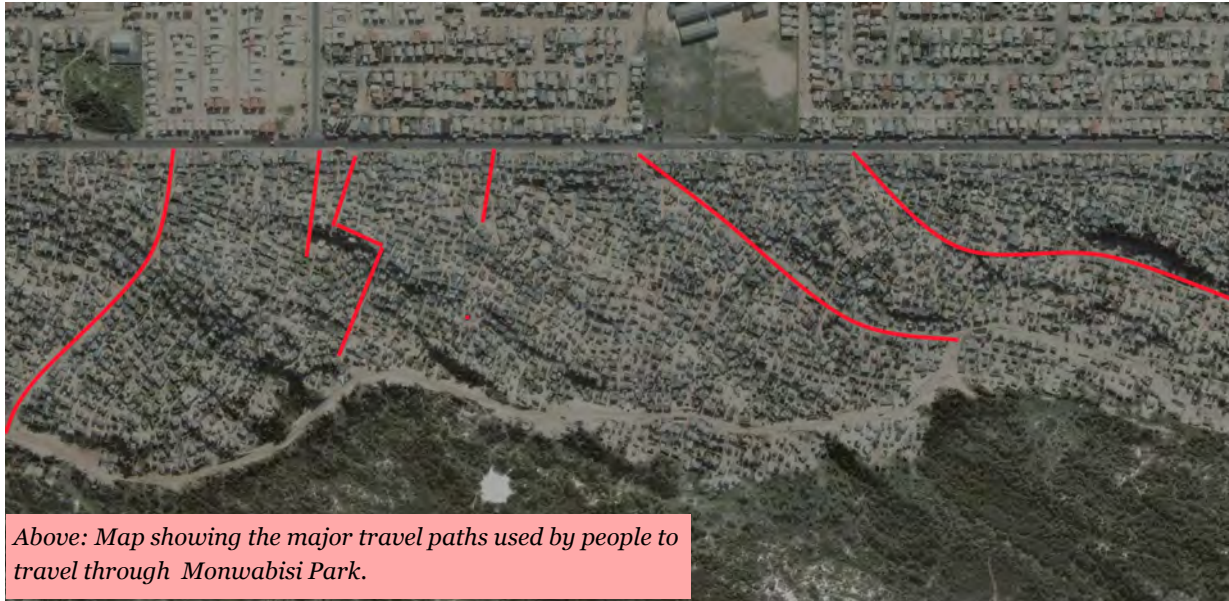 Above: Map showing the major travel paths used by people to
travel through  Monwabisi Park.